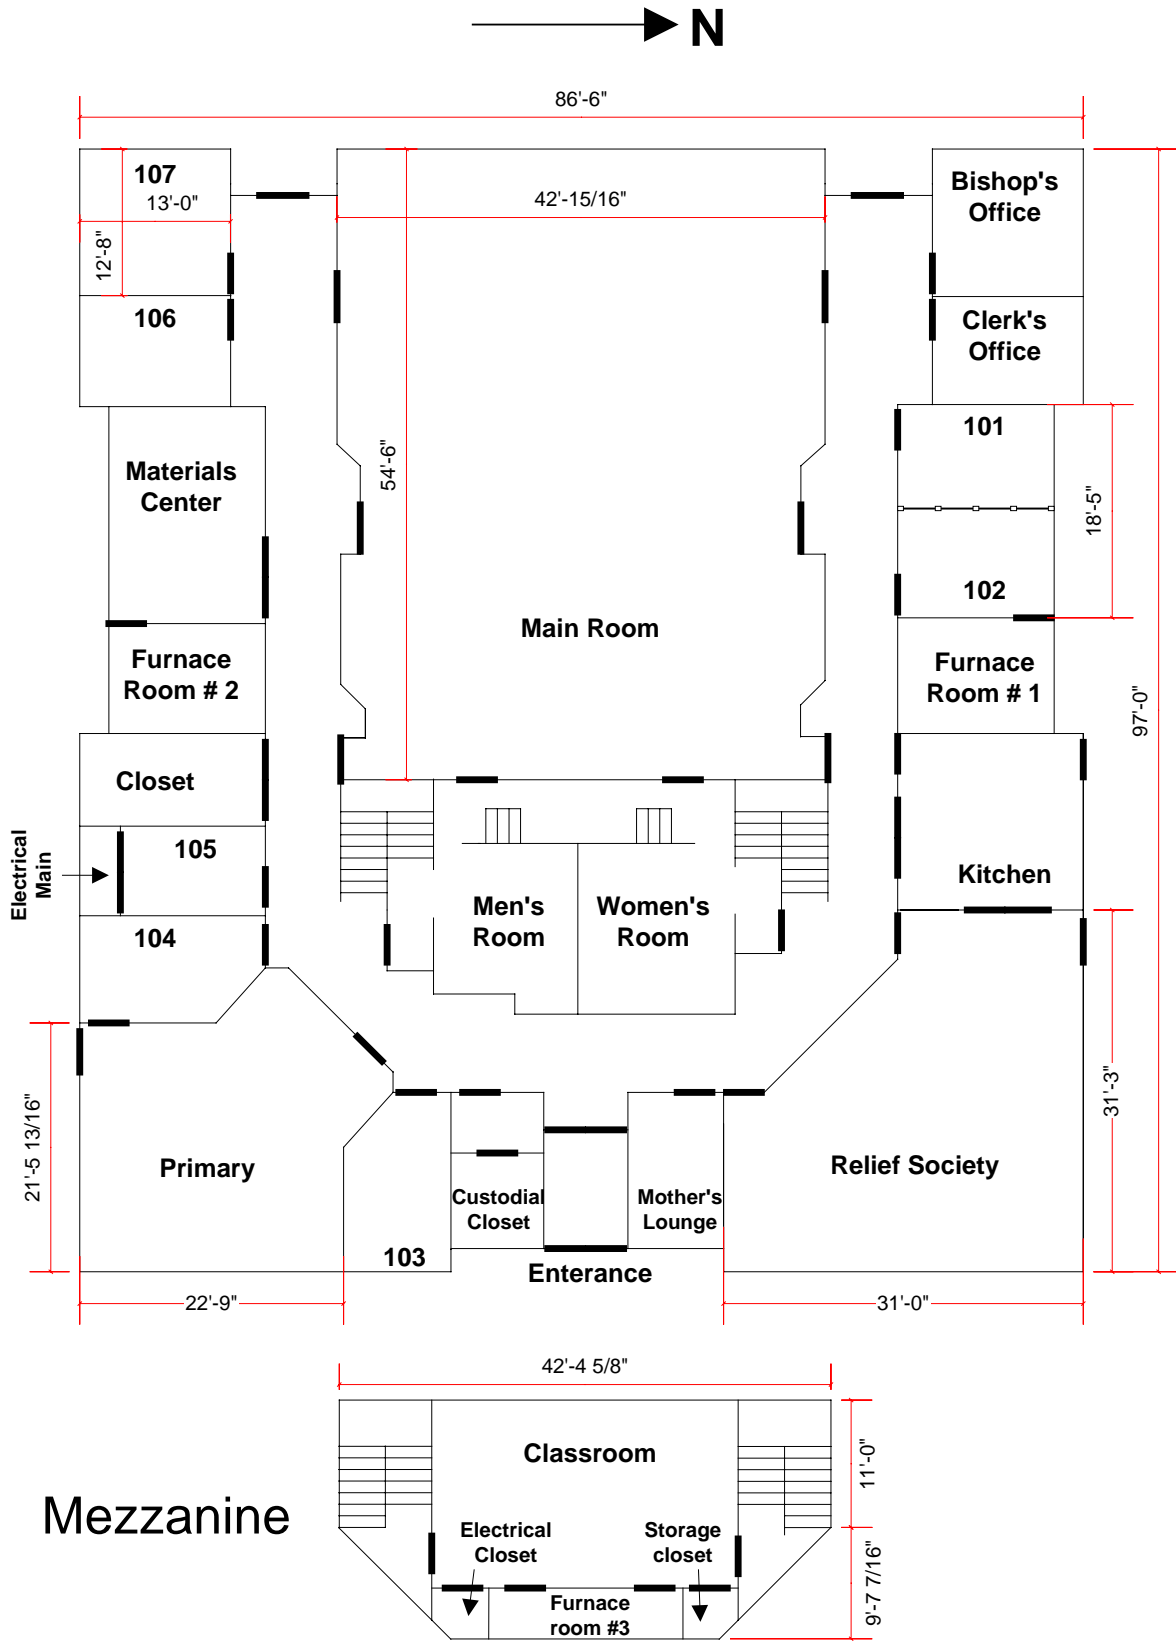 N
86'-6"
107
13'-0"
12'-8"
42'-15/16"
Bishop's
Office
106
Clerk's
Office
101
Materials
Center
54'-6"
18'-5"
102
Main Room
Furnace
Room # 2
Furnace
Room # 1
97'-0"
Closet
Electrical
Main
105
Kitchen
Men's
Room
Women's
Room
104
21'-5 13/16"
31'-3"
Primary
Relief Society
Custodial
Closet
Mother's
Lounge
103
Enterance
22'-9"
31'-0"
42'-4 5/8"
Classroom
11'-0"
Mezzanine
Electrical
Closet
Storage
closet
9'-7 7/16"
Furnace
room #3